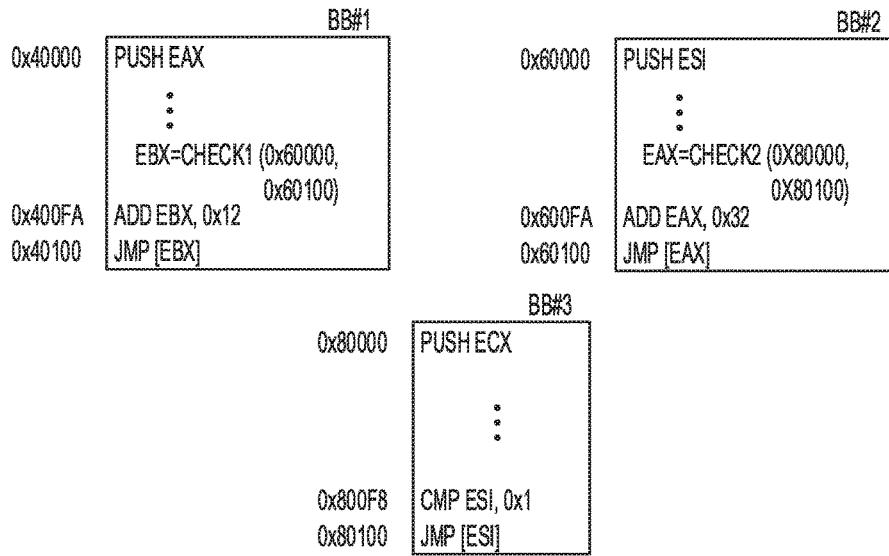 BB#1
0x40000 PUSH EAX
EBX=CHECK1 (0x60000,
0x60100)
0x400FA ADD EBX, 0x12
0x40100 JMP [EBX]
BB#2
0x60000 PUSH ESI
EAX=CHECK2 (0X80000,
0X80100)
0x600FA ADD EAX, 0x32
0x60100 JMP [EAX]
BB#3
0x80000 PUSH ECX
0x800F8 CMP ESI, 0x1
0x80100 JMP [ESI]